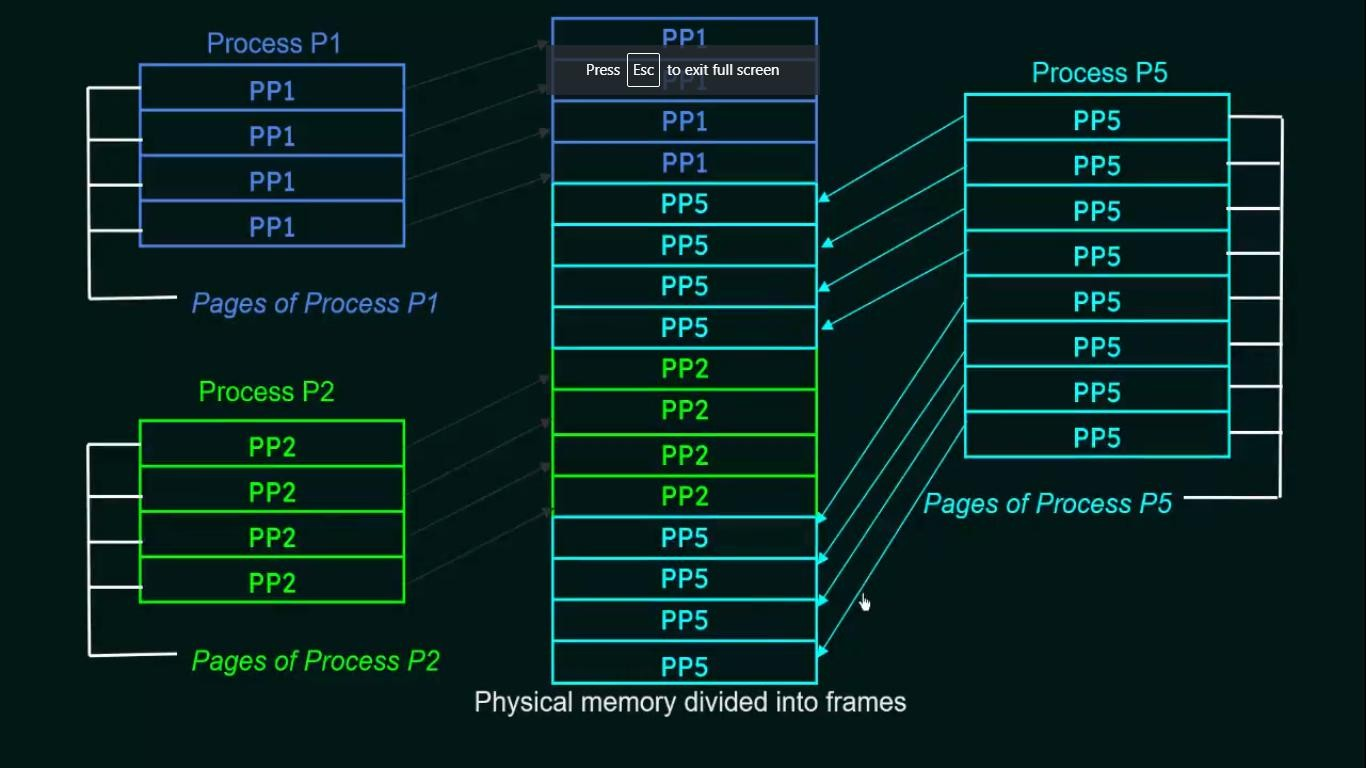 Process P1
PP1
PP1
PP1
PP1
Pages of Process P1
Process P2
PP2
PP2
PP2
PP2
Pages of Process P2
PP1
Press Esc to exit full screen
PP1
PP1
PP1
PP5
PP5
PP5
PP5
PP2
PP2
PP2
PP2
PP5
PP5
PP5
PP5
Physical memory divided into frames
Process P5
PP5
PP5
PP5
PP5
PP5
PP5
PP5
PP5
Pages of Process P5